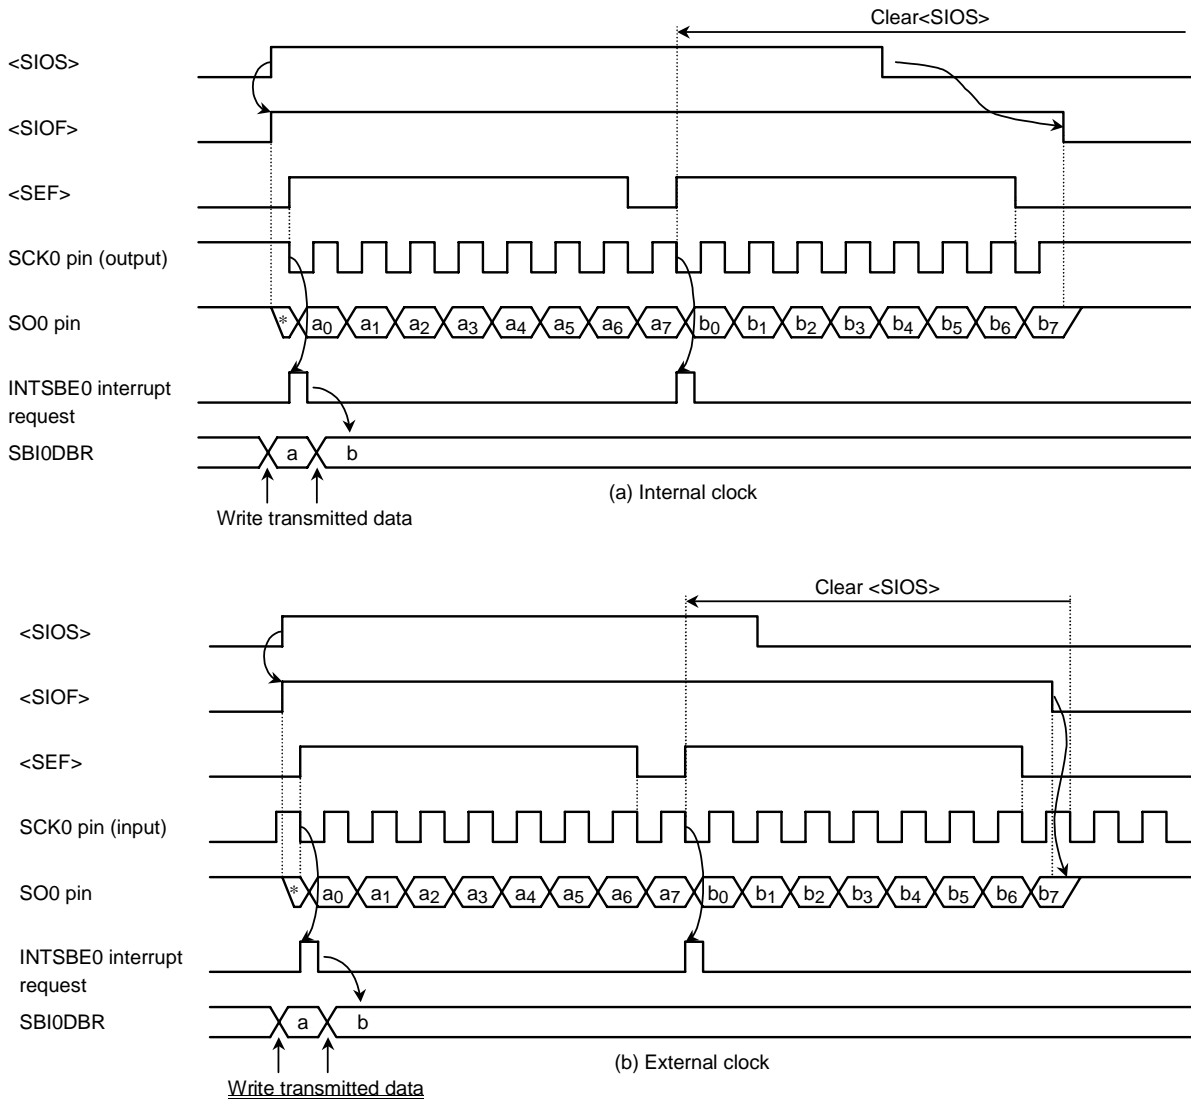 Clear<SIOS>
<SIOS>
<SIOF>
<SEF>
SCK0 pin (output)
SO0 pin
* a0 a1 a2 a3 a4 a5 a6 a7 b0 b1 b2 b3 b4 b5 b6 b7
INTSBE0 interrupt
request
SBI0DBR
a b
(a) Internal clock
Write transmitted data
Clear <SIOS>
<SIOS>
<SIOF>
<SEF>
SCK0 pin (input)
SO0 pin
* a0 a1 a2 a3 a4 a5 a6 a7 b0 b1 b2 b3 b4 b5 b6 b7
INTSBE0 interrupt
request
SBI0DBR
a b
(b) External clock
Write transmitted data